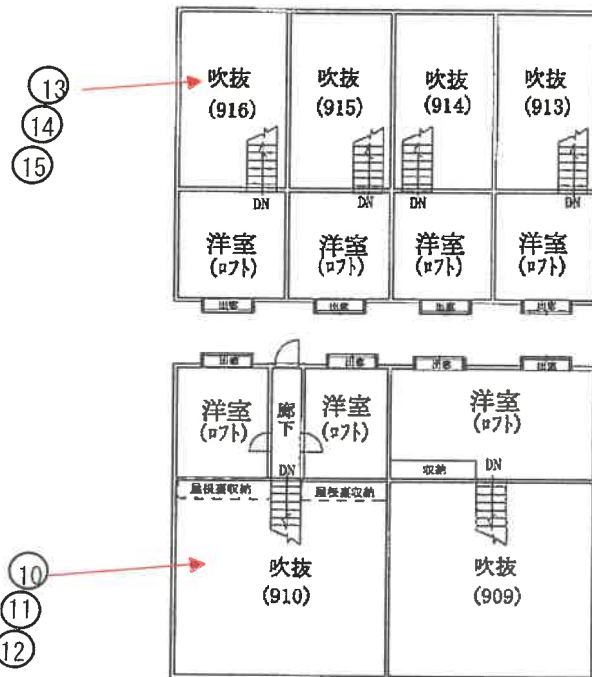 吹抜 吹抜 吹抜 吹抜
(916) (915) (914) (913)
⑬
⑭
⑮
DN DN DN DN
洋室 洋室 洋室 洋室
(ロフト) (ロフト) (ロフト) (ロフト)
出窓 出窓 出窓 出窓
出窓 出窓 出窓 出窓
洋室 廊下 洋室 洋室
(ロフト) (ロフト) (ロフト)
DN 収納 DN
屋根裏収納 屋根裏収納
吹抜 吹抜
(910) (909)
⑩
⑪
⑫